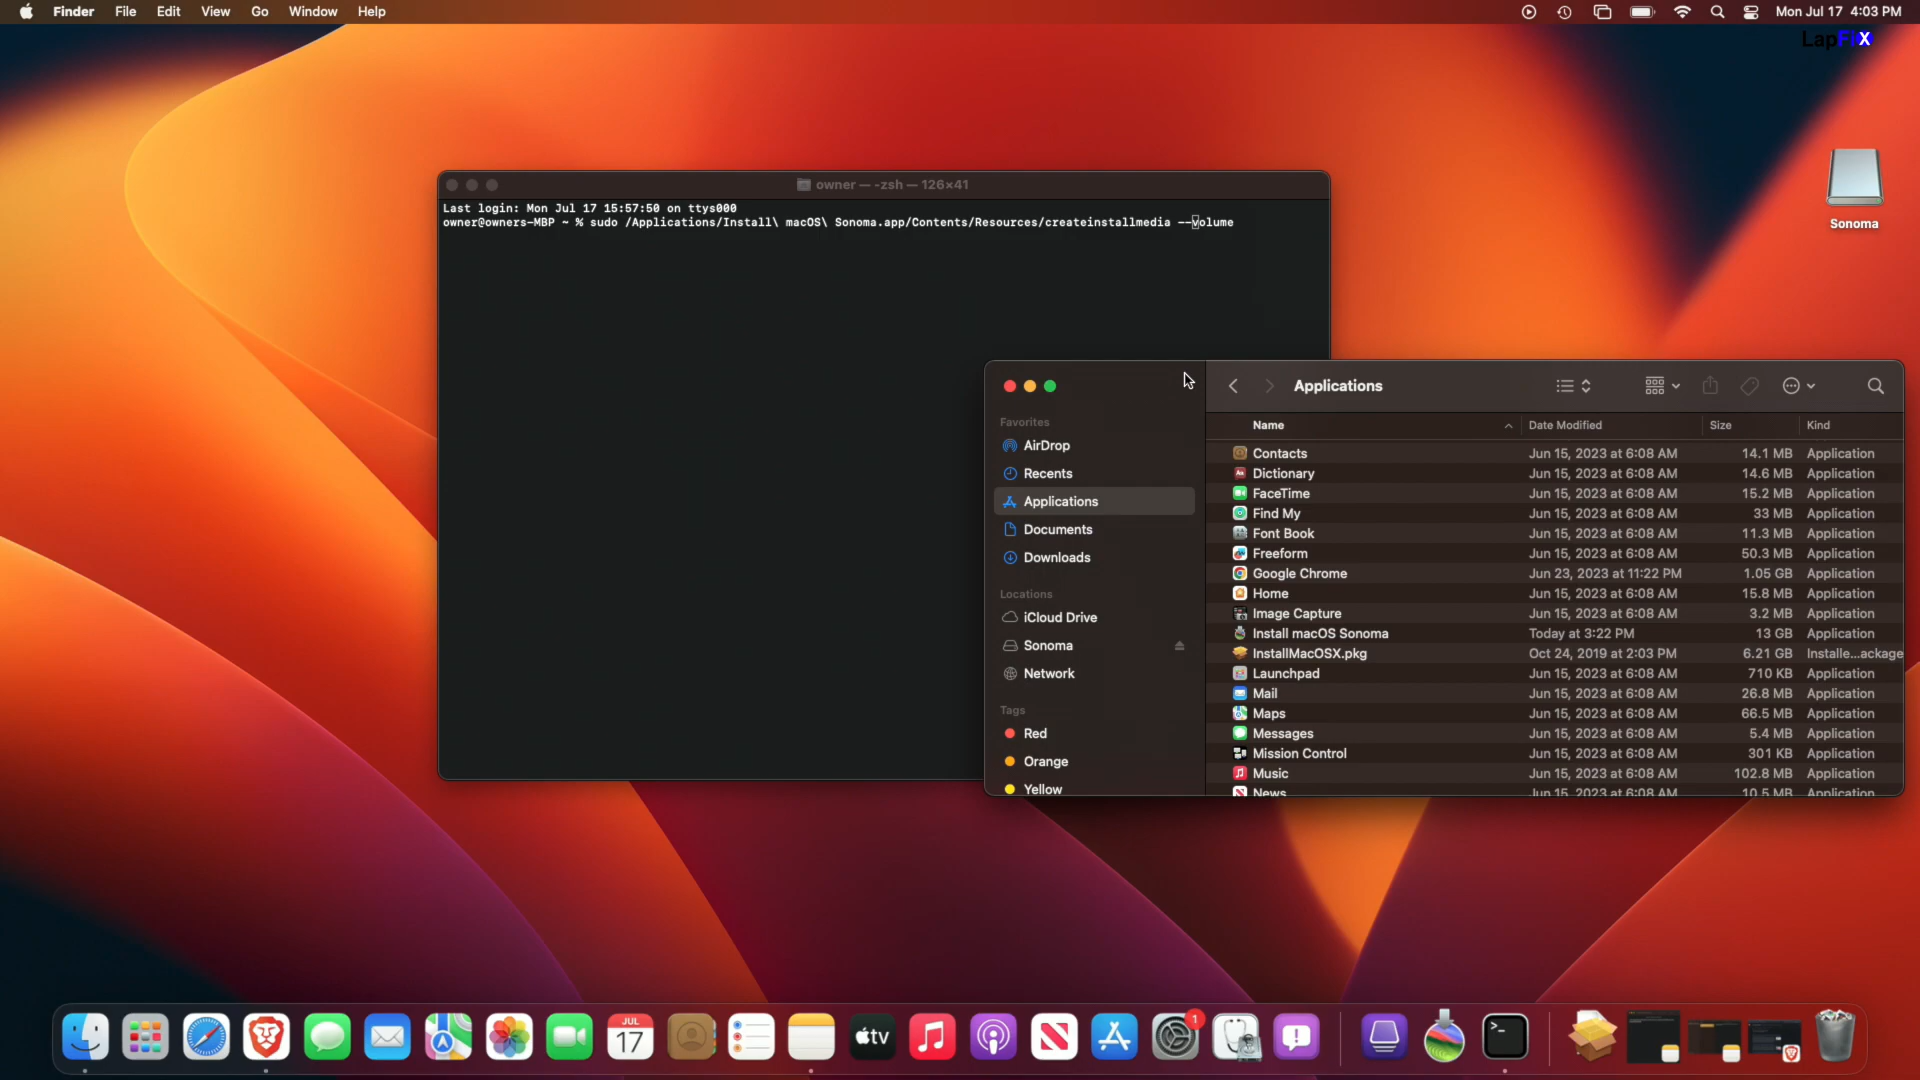 Finder File Edit View Go Window Help
Mon Jul 17 4:03 PM
LapFiX
Sonoma
owner — -zsh — 126×41
Last login: Mon Jul 17 15:57:50 on ttys000
owner@owners-MBP ~ % sudo /Applications/Install\ macOS\ Sonoma.app/Contents/Resources/createinstallmedia --volume
Applications
Favorites
AirDrop
Recents
Applications
Documents
Downloads
Locations
iCloud Drive
Sonoma
Network
Tags
Red
Orange
Yellow
Name Date Modified Size Kind
Contacts Jun 15, 2023 at 6:08 AM 14.1 MB Application
Dictionary Jun 15, 2023 at 6:08 AM 14.6 MB Application
FaceTime Jun 15, 2023 at 6:08 AM 15.2 MB Application
Find My Jun 15, 2023 at 6:08 AM 33 MB Application
Font Book Jun 15, 2023 at 6:08 AM 11.3 MB Application
Freeform Jun 15, 2023 at 6:08 AM 50.3 MB Application
Google Chrome Jun 23, 2023 at 11:22 PM 1.05 GB Application
Home Jun 15, 2023 at 6:08 AM 15.8 MB Application
Image Capture Jun 15, 2023 at 6:08 AM 3.2 MB Application
Install macOS Sonoma Today at 3:22 PM 13 GB Application
InstallMacOSX.pkg Oct 24, 2019 at 2:03 PM 6.21 GB Installe...ackage
Launchpad Jun 15, 2023 at 6:08 AM 710 KB Application
Mail Jun 15, 2023 at 6:08 AM 26.8 MB Application
Maps Jun 15, 2023 at 6:08 AM 66.5 MB Application
Messages Jun 15, 2023 at 6:08 AM 5.4 MB Application
Mission Control Jun 15, 2023 at 6:08 AM 301 KB Application
Music Jun 15, 2023 at 6:08 AM 102.8 MB Application
News Jun 15, 2023 at 6:08 AM 10.5 MB Application
JUL
17
tv
1
>_